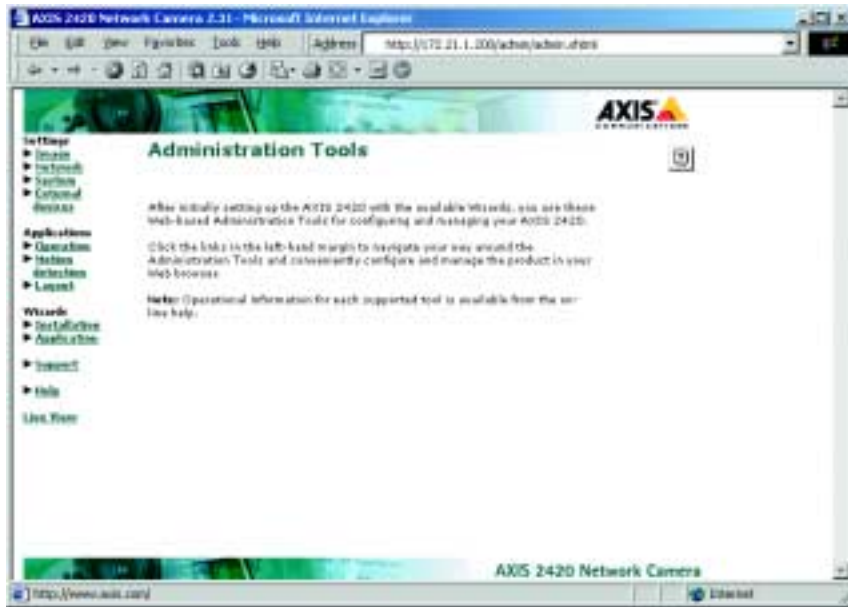 AXIS 2420 Network Camera 2.31 - Microsoft Internet Explorer
File Edit View Favorites Tools Help Address http://172.21.1.200/admin/admin.shtml
AXIS
COMMUNICATIONS
Administration Tools
Settings
Image
Network
System
External
devices
Applications
Operation
Motion
detection
Layout
Wizards
Installation
Application
Support
Help
Live View
After initially setting up the AXIS 2420 with the available Wizards, you use these
Web-based Administration Tools for configuring and managing your AXIS 2420.
Click the links in the left-hand margin to navigate your way around the
Administration Tools and conveniently configure and manage the product in your
Web browser.
Note: Operational Information for each supported tool is available from the on-
line help.
AXIS 2420 Network Camera
http://www.axis.com/
Internet